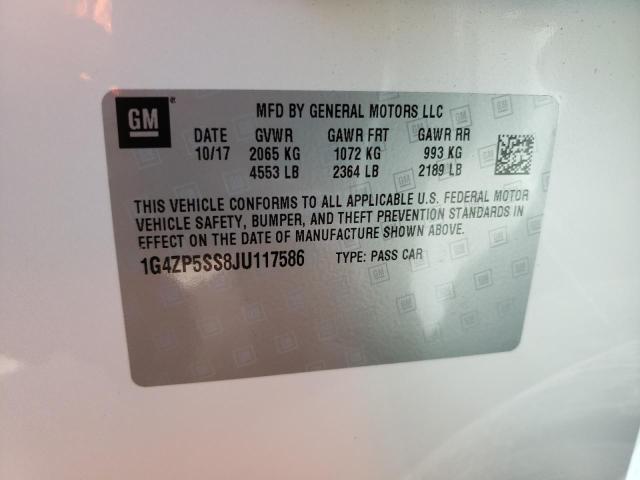 GM
MFD BY GENERAL MOTORS LLC
DATE GVWR GAWR FRT GAWR RR
10/17 2065 KG 1072 KG 993 KG
4553 LB 2364 LB 2189 LB
THIS VEHICLE CONFORMS TO ALL APPLICABLE U.S. FEDERAL MOTOR
VEHICLE SAFETY, BUMPER, AND THEFT PREVENTION STANDARDS IN
EFFECT ON THE DATE OF MANUFACTURE SHOWN ABOVE.
1G4ZP5SS8JU117586 TYPE: PASS CAR